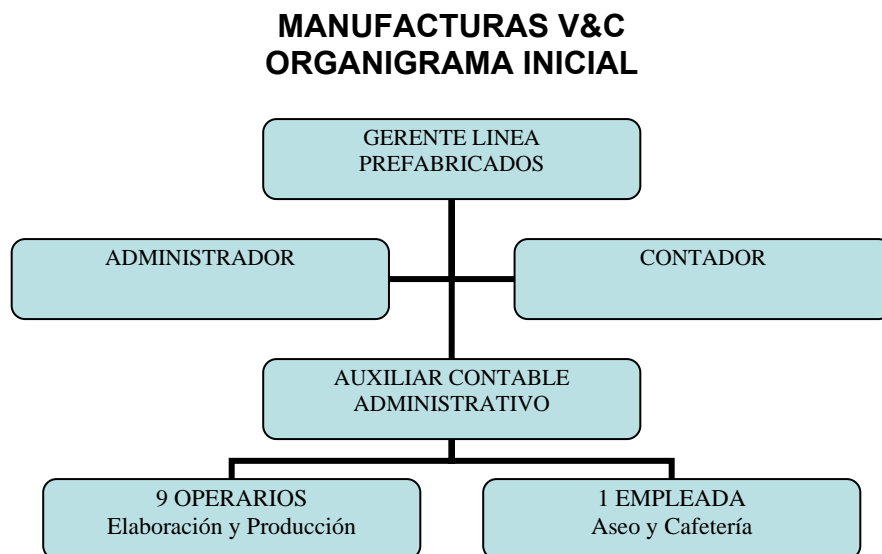 MANUFACTURAS V&C
ORGANIGRAMA INICIAL
GERENTE LINEA
PREFABRICADOS
ADMINISTRADOR
CONTADOR
AUXILIAR CONTABLE
ADMINISTRATIVO
9 OPERARIOS
Elaboración y Producción
1 EMPLEADA
Aseo y Cafetería